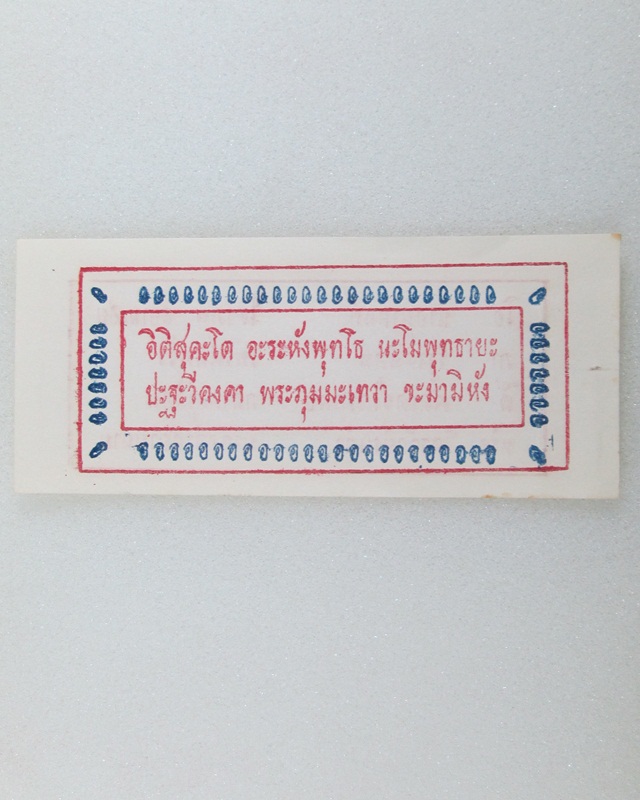 อิติสุคะโต อะระหังพุทโธ นะโมพุทธายะ
ปะฐะวีคงคา พระภุมมะเทวา ขะมามิหัง